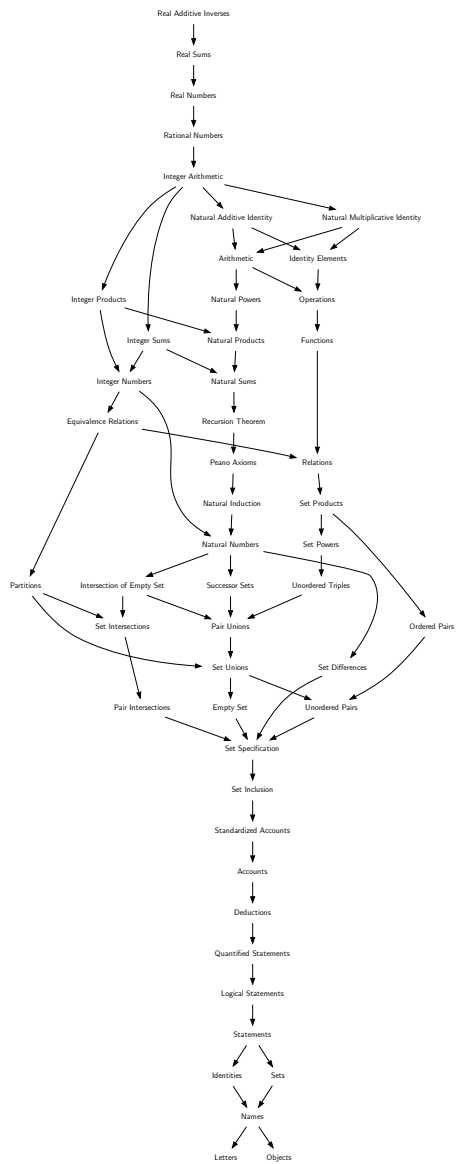 Real Additive Inverses
Real Sums
Real Numbers
Rational Numbers
Integer Arithmetic
Natural Additive Identity
Natural Multiplicative Identity
Arithmetic
Identity Elements
Integer Products
Natural Powers
Operations
Integer Sums
Natural Products
Functions
Integer Numbers
Natural Sums
Equivalence Relations
Recursion Theorem
Peano Axioms
Relations
Natural Induction
Set Products
Natural Numbers
Set Powers
Partitions
Intersection of Empty Set
Successor Sets
Unordered Triples
Set Intersections
Pair Unions
Ordered Pairs
Set Unions
Set Differences
Pair Intersections
Empty Set
Unordered Pairs
Set Specification
Set Inclusion
Standardized Accounts
Accounts
Deductions
Quantified Statements
Logical Statements
Statements
Identities
Sets
Names
Letters
Objects